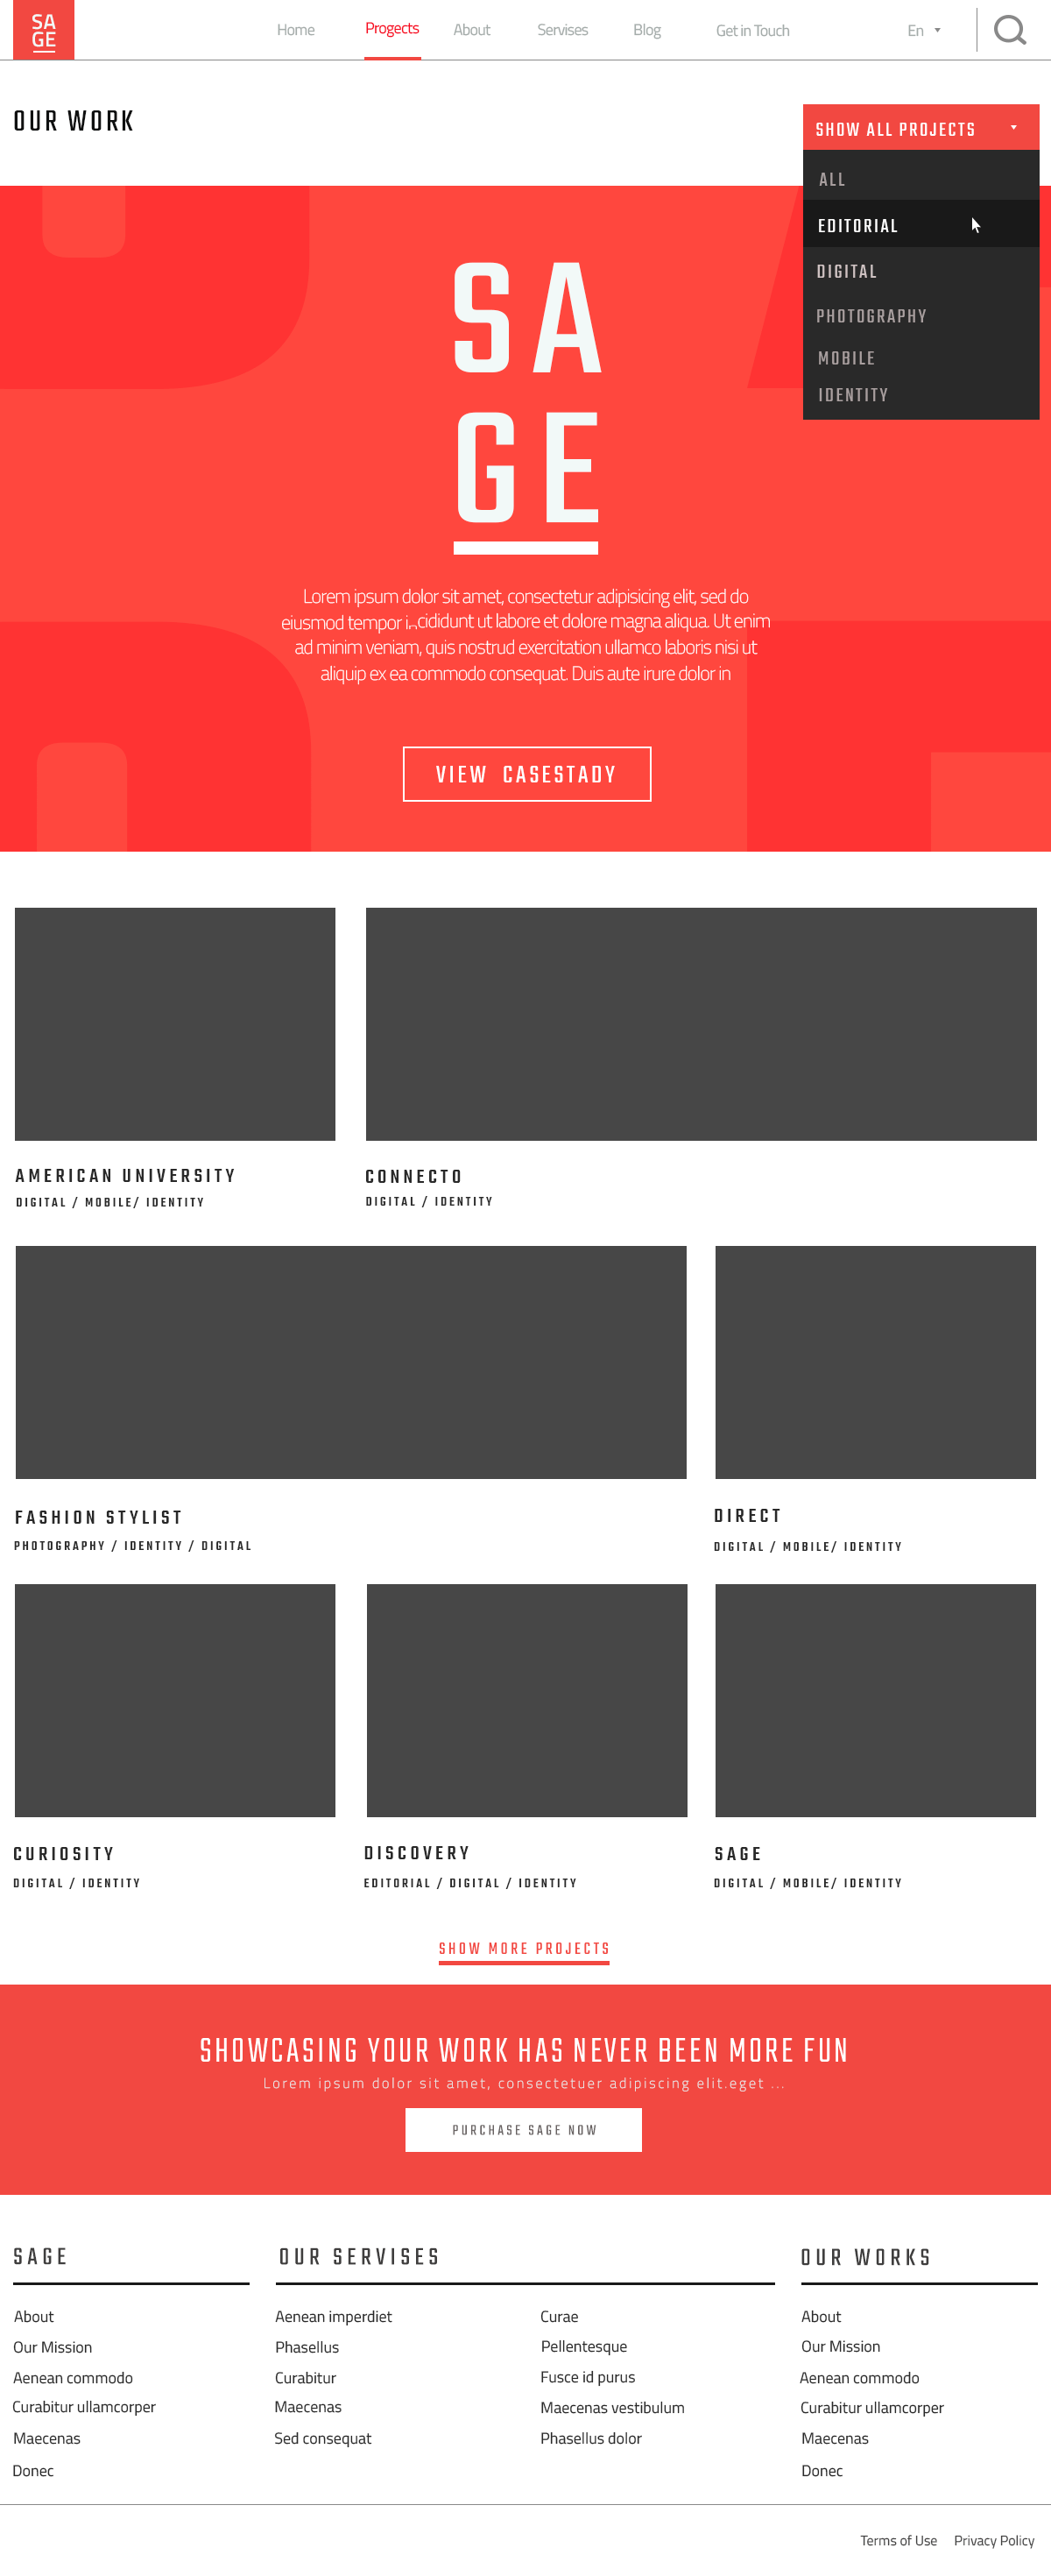 SA
GE
Home Progects About Servises Blog Get in Touch En
OUR WORK
SHOW ALL PROJECTS
ALL
EDITORIAL
DIGITAL
PHOTOGRAPHY
MOBILE
IDENTITY
SA
GE
Lorem ipsum dolor sit amet, consectetur adipisicing elit, sed do
eiusmod tempor incididunt ut labore et dolore magna aliqua. Ut enim
ad minim veniam, quis nostrud exercitation ullamco laboris nisi ut
aliquip ex ea commodo consequat. Duis aute irure dolor in
VIEW CASESTADY
AMERICAN UNIVERSITY
DIGITAL / MOBILE/ IDENTITY
CONNECTO
DIGITAL / IDENTITY
FASHION STYLIST
PHOTOGRAPHY / IDENTITY / DIGITAL
DIRECT
DIGITAL / MOBILE/ IDENTITY
CURIOSITY
DIGITAL / IDENTITY
DISCOVERY
EDITORIAL / DIGITAL / IDENTITY
SAGE
DIGITAL / MOBILE/ IDENTITY
SHOW MORE PROJECTS
SHOWCASING YOUR WORK HAS NEVER BEEN MORE FUN
Lorem ipsum dolor sit amet, consectetuer adipiscing elit.eget ...
PURCHASE SAGE NOW
SAGE
About
Our Mission
Aenean commodo
Curabitur ullamcorper
Maecenas
Donec
OUR SERVISES
Aenean imperdiet
Phasellus
Curabitur
Maecenas
Sed consequat
Curae
Pellentesque
Fusce id purus
Maecenas vestibulum
Phasellus dolor
OUR WORKS
About
Our Mission
Aenean commodo
Curabitur ullamcorper
Maecenas
Donec
Terms of Use Privacy Policy